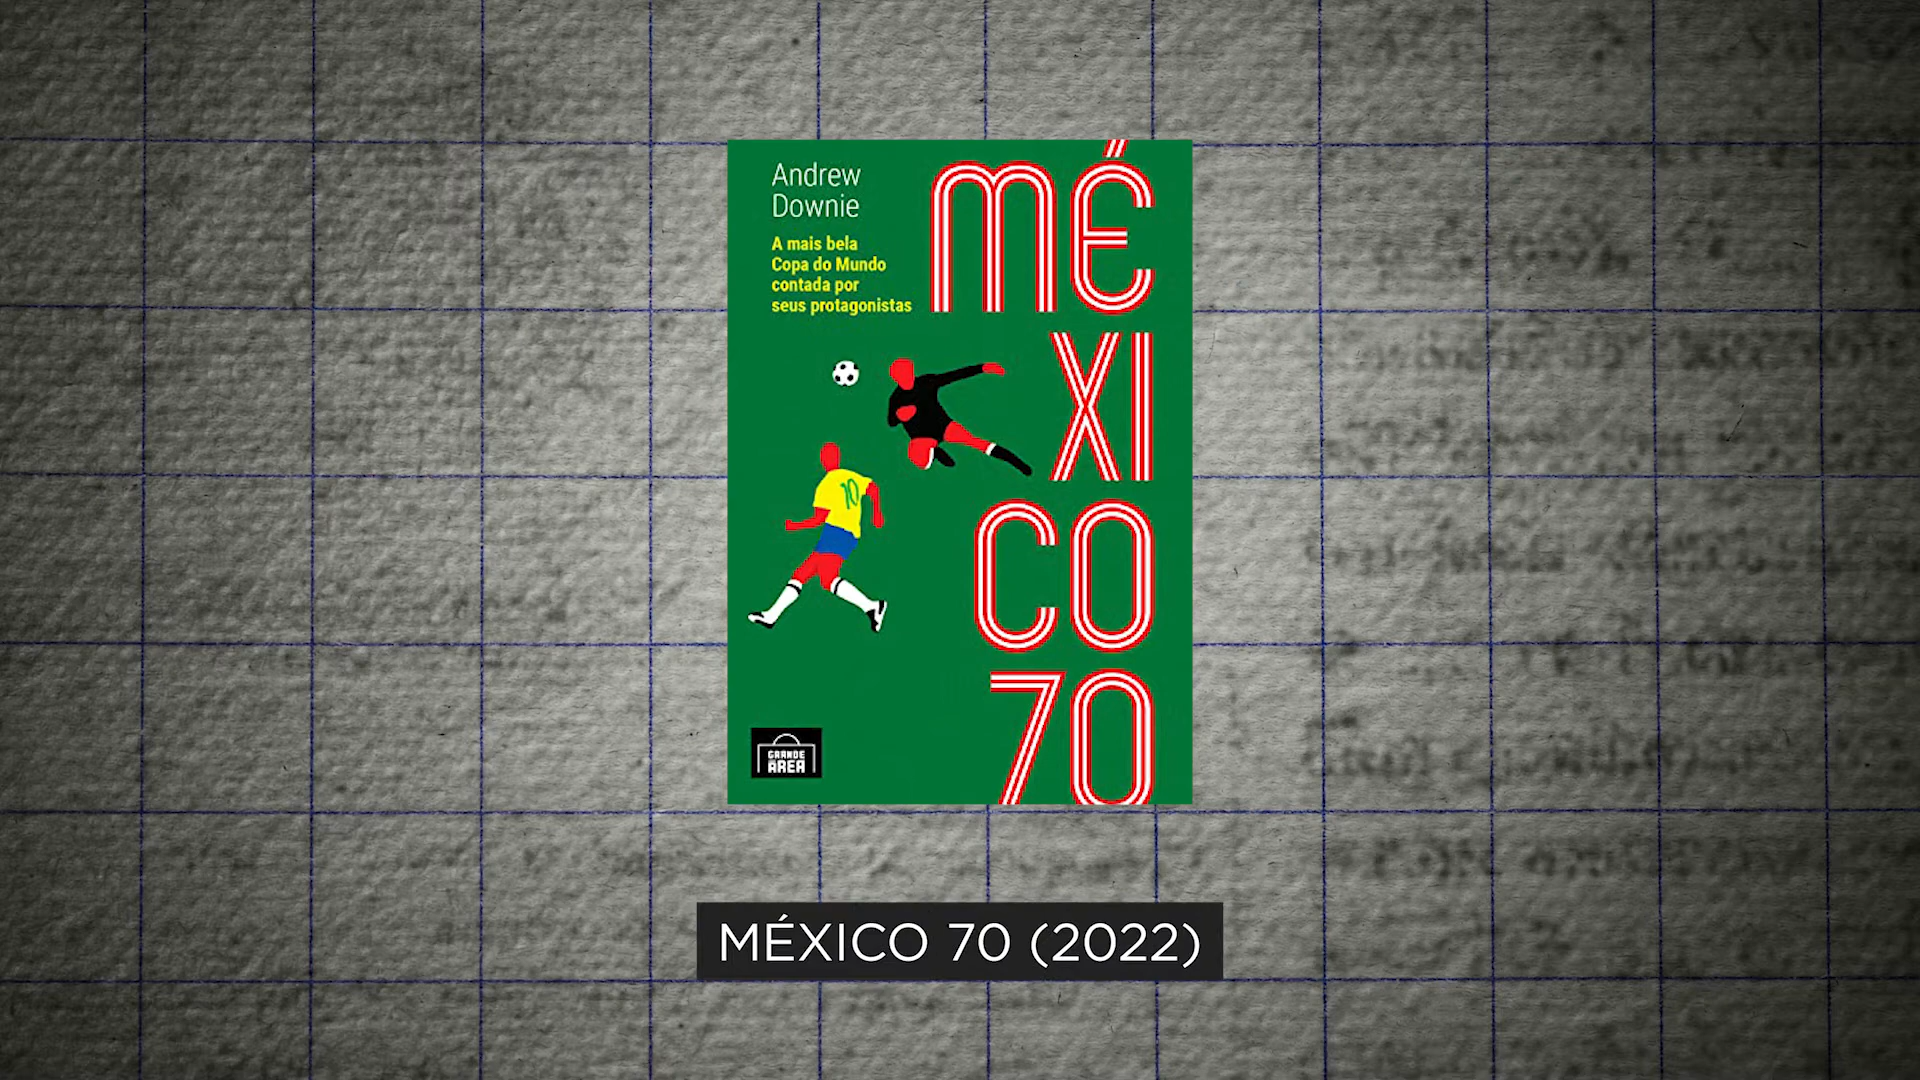 Andrew
Downie
A mais bela
Copa do Mundo
contada por
seus protagonistas
MÉ
XI
CO
70
10
GRANDE
ÁREA
MÉXICO 70 (2022)